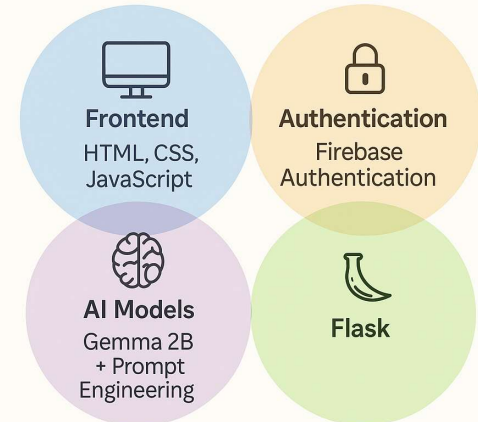 Frontend
HTML, CSS,
JavaScript
Authentication
Firebase
Authentication
AI Models
Gemma 2B
+ Prompt
Engineering
Flask